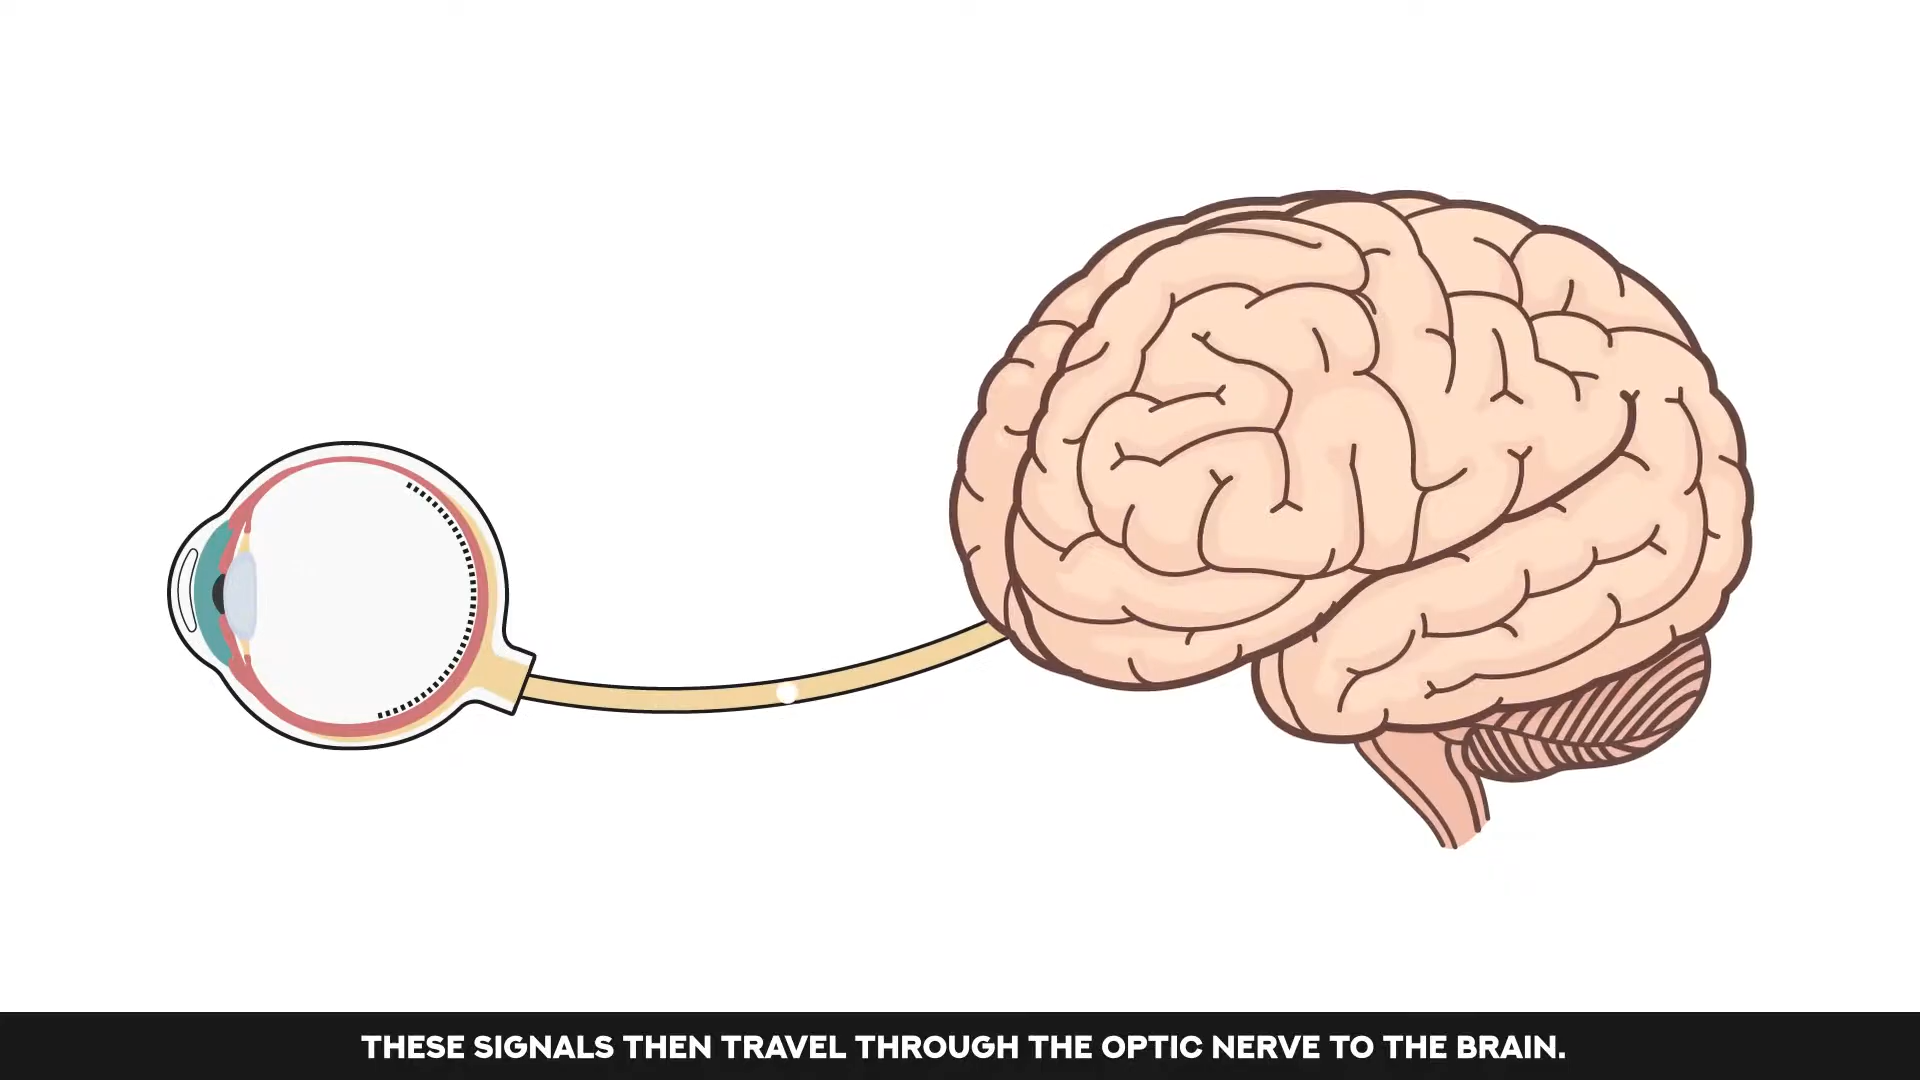 THESE SIGNALS THEN TRAVEL THROUGH THE OPTIC NERVE TO THE BRAIN.